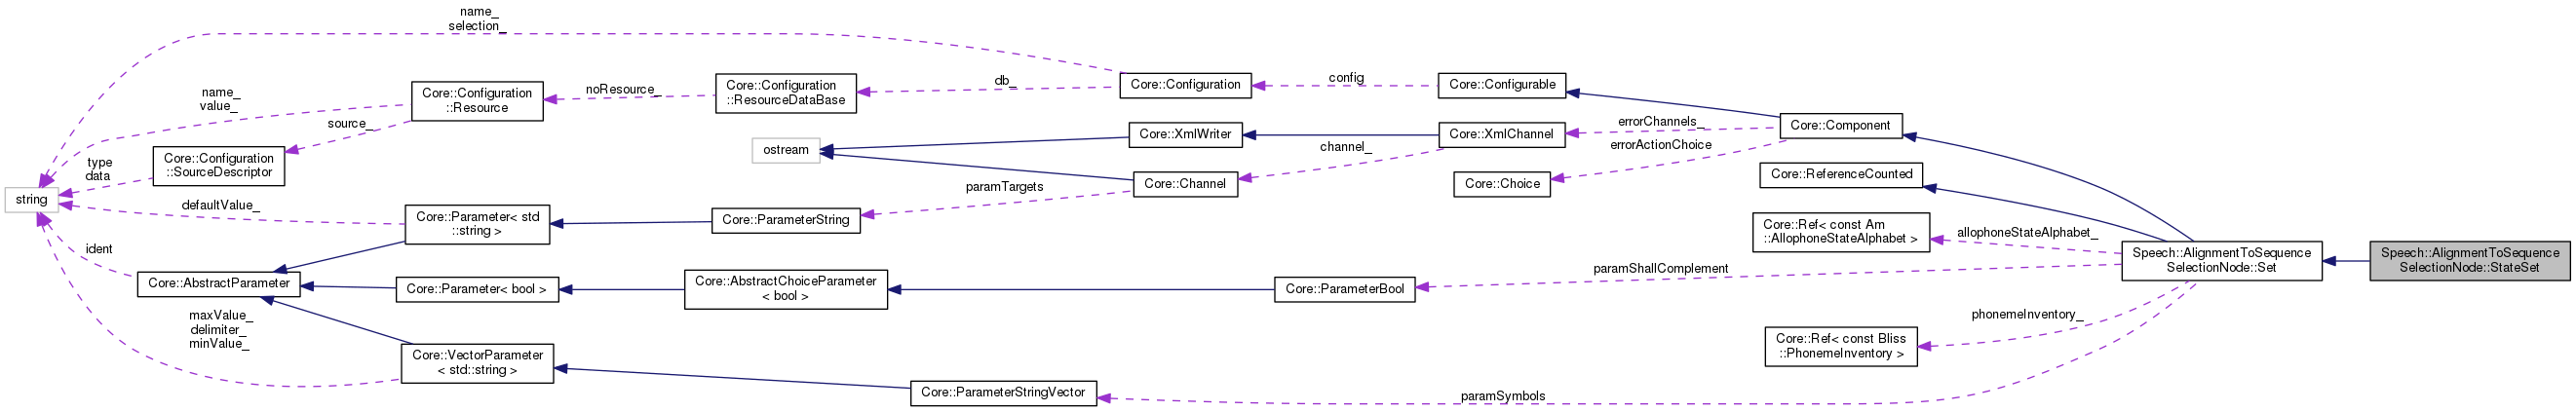 name_
selection_
Core::Configuration
::Resource
name_
value_
source_
Core::Configuration
::SourceDescriptor
type
data
string
defaultValue_
ident
Core::AbstractParameter
maxValue_
delimiter_
minValue_
noResource_
Core::Configuration
::ResourceDataBase
db_
Core::Configuration
config
Core::Configurable
ostream
Core::XmlWriter
Core::XmlChannel
errorChannels_
errorActionChoice
channel_
Core::Component
Core::Channel
Core::Choice
paramTargets
Core::ParameterString
Core::Parameter< std
::string >
Core::Parameter< bool >
Core::AbstractChoiceParameter
< bool >
Core::ParameterBool
paramShallComplement
Core::VectorParameter
< std::string >
Core::ParameterStringVector
paramSymbols
Core::ReferenceCounted
Core::Ref< const Am
::AllophoneStateAlphabet >
allophoneStateAlphabet_
Core::Ref< const Bliss
::PhonemeInventory >
phonemeInventory_
Speech::AlignmentToSequence
SelectionNode::Set
Speech::AlignmentToSequence
SelectionNode::StateSet